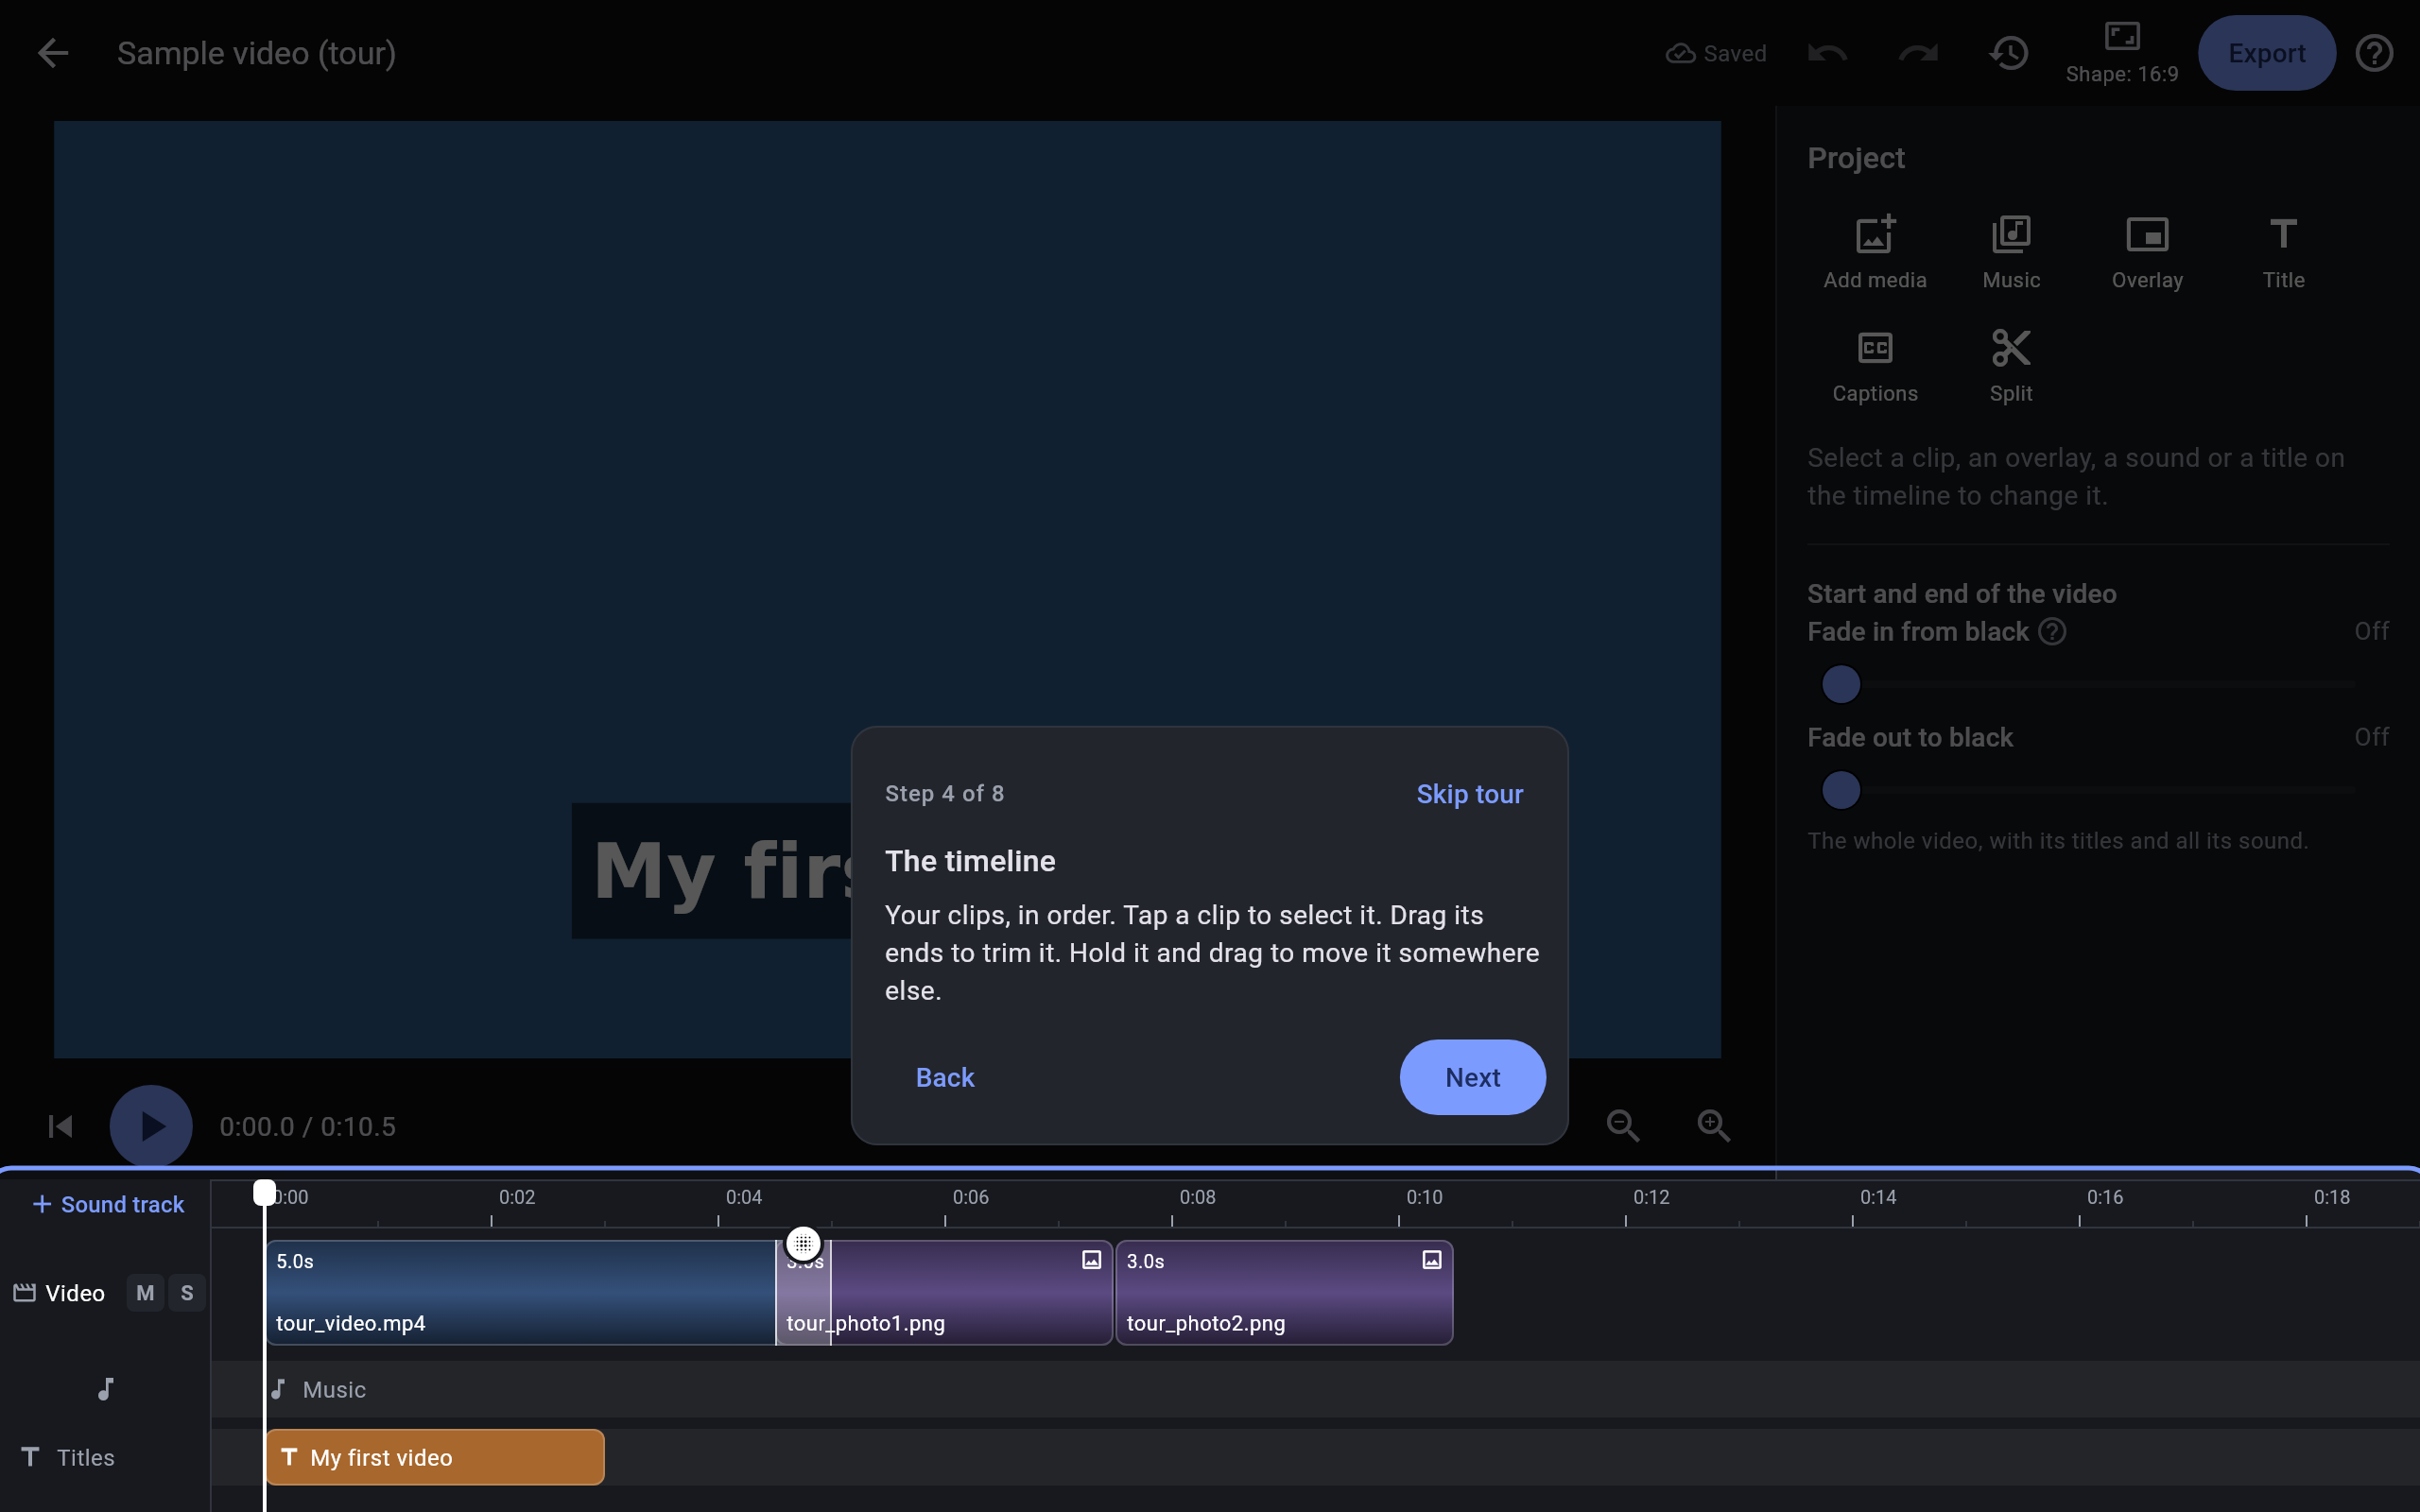 Sample video (tour)
Saved
Shape: 16:9
Export
Project
Add media
Music
Overlay
Title
Captions
Split
Select a clip, an overlay, a sound or a title on
the timeline to change it.
Start and end of the video
Fade in from black
Off
Fade out to black
Off
The whole video, with its titles and all its sound.
My firs
Step 4 of 8
Skip tour
The timeline
Your clips, in order. Tap a clip to select it. Drag its
ends to trim it. Hold it and drag to move it somewhere
else.
Back
Next
0:00.0 / 0:10.5
+ Sound track
0:00
0:02
0:04
0:06
0:08
0:10
0:12
0:14
0:16
0:18
Video
M
S
5.0s
tour_video.mp4
3.0s
tour_photo1.png
3.0s
tour_photo2.png
Music
Titles
My first video